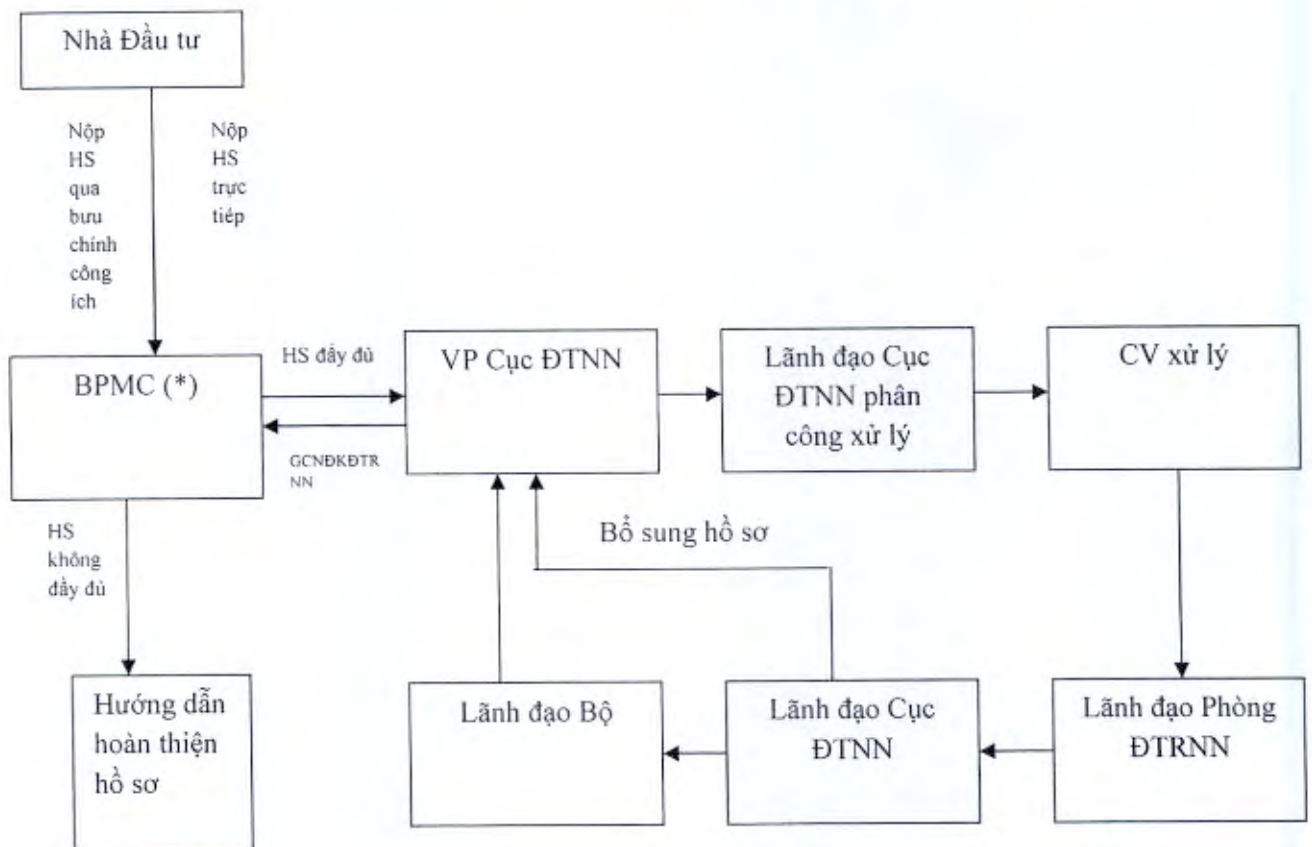 Nhà Đầu tư
Nộp
HS
qua
bưu
chính
công
ích
Nộp
HS
trực
tiếp
BPMC (*)
HS đầy đủ
GCNĐKĐTR
NN
VP Cục ĐTNN
Lãnh đạo Cục
ĐTNN phân
công xử lý
CV xử lý
HS
không
đầy đủ
Bổ sung hồ sơ
Hướng dẫn
hoàn thiện
hồ sơ
Lãnh đạo Bộ
Lãnh đạo Cục
ĐTNN
Lãnh đạo Phòng
ĐTRNN